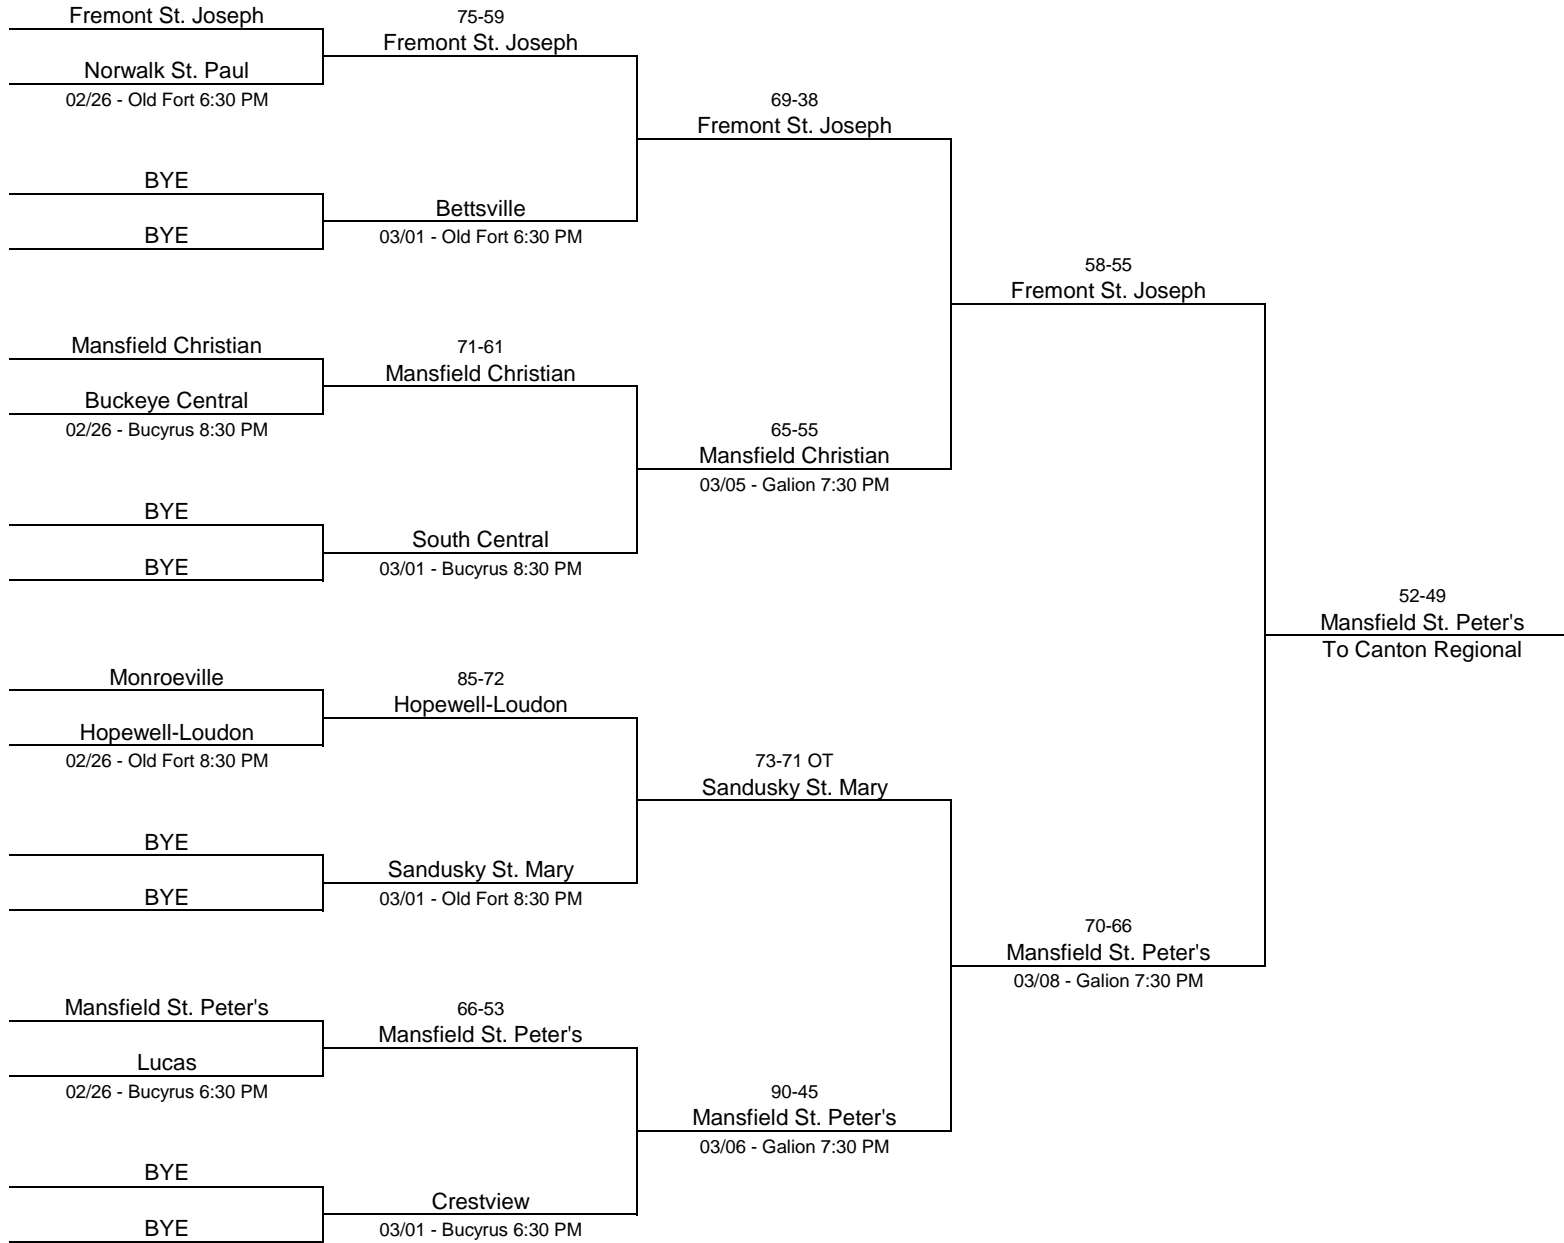 Fremont St. Joseph
Norwalk St. Paul
02/26 - Old Fort 6:30 PM
BYE
BYE
Mansfield Christian
Buckeye Central
02/26 - Bucyrus 8:30 PM
BYE
BYE
Monroeville
Hopewell-Loudon
02/26 - Old Fort 8:30 PM
BYE
BYE
Mansfield St. Peter's
Lucas
02/26 - Bucyrus 6:30 PM
BYE
BYE
75-59
Fremont St. Joseph
Bettsville
03/01 - Old Fort 6:30 PM
71-61
Mansfield Christian
South Central
03/01 - Bucyrus 8:30 PM
85-72
Hopewell-Loudon
Sandusky St. Mary
03/01 - Old Fort 8:30 PM
66-53
Mansfield St. Peter's
Crestview
03/01 - Bucyrus 6:30 PM
69-38
Fremont St. Joseph
65-55
Mansfield Christian
03/05 - Galion 7:30 PM
73-71 OT
Sandusky St. Mary
90-45
Mansfield St. Peter's
03/06 - Galion 7:30 PM
58-55
Fremont St. Joseph
70-66
Mansfield St. Peter's
03/08 - Galion 7:30 PM
52-49
Mansfield St. Peter's
To Canton Regional